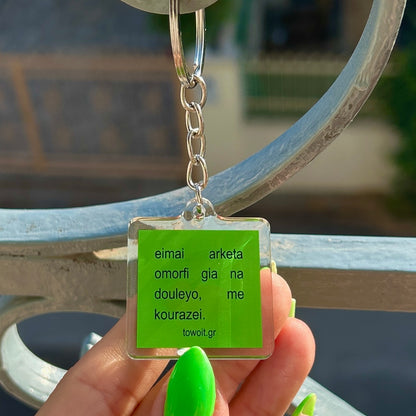 eimai arketa
omorfi gia na
douleyo, me
kourazei.
towoit.gr